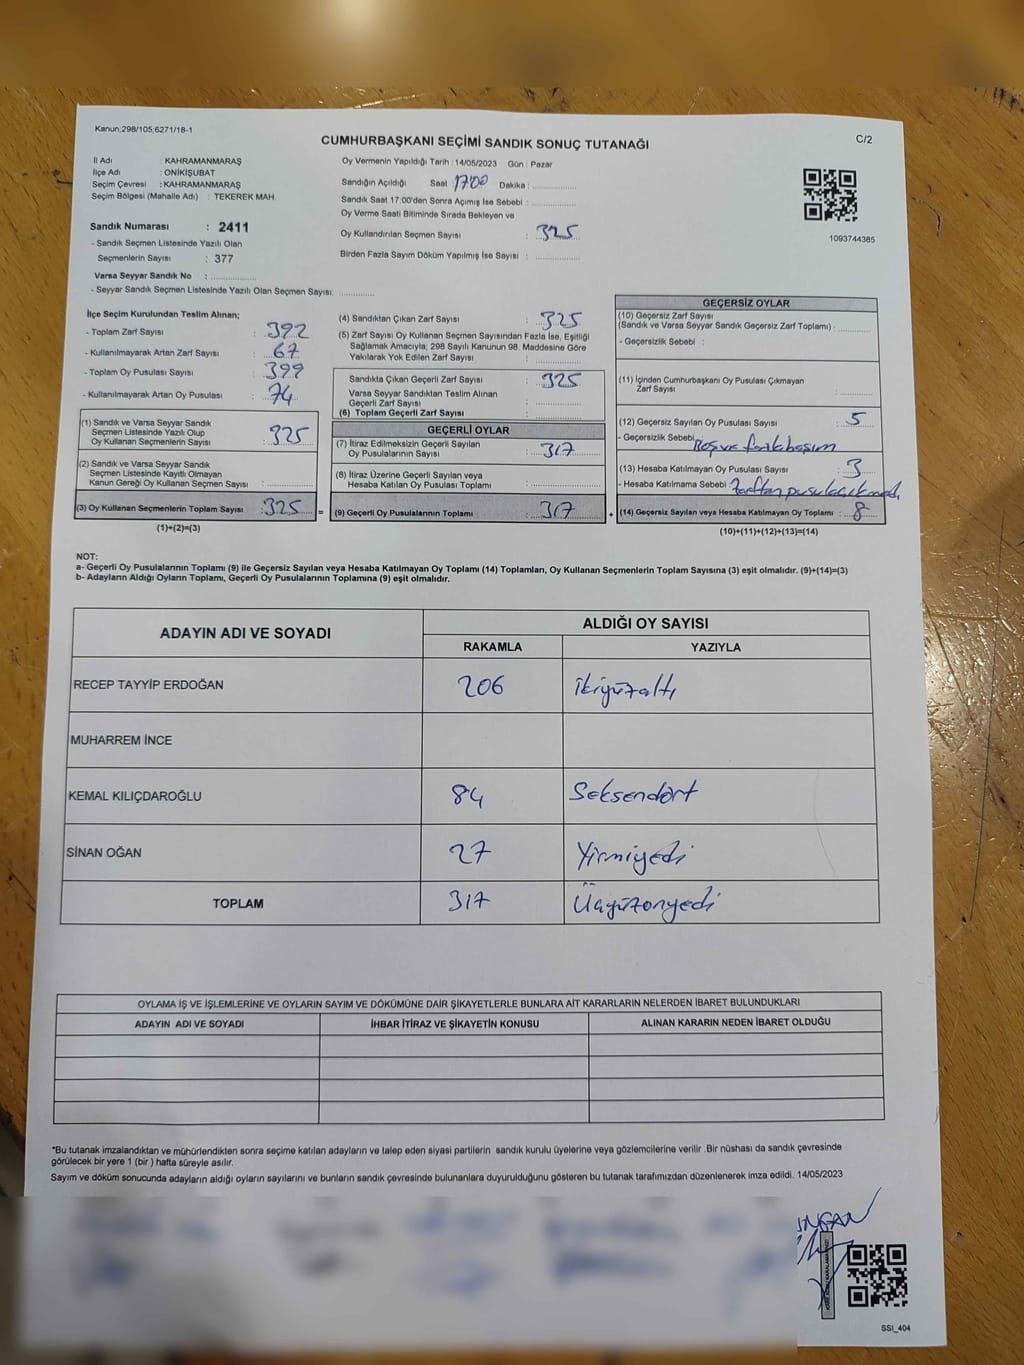 Kanun;298/105;6271/18-1
C/2
CUMHURBAŞKANI SEÇİMİ SANDIK SONUÇ TUTANAĞI
İl Adı : KAHRAMANMARAŞ
İlçe Adı : ONİKİŞUBAT
Seçim Çevresi : KAHRAMANMARAŞ
Seçim Bölgesi (Mahalle Adı) : TEKEREK MAH.
Sandık Numarası : 2411
- Sandık Seçmen Listesinde Yazılı Olan
Seçmenlerin Sayısı : 377
Varsa Seyyar Sandık No : ..............
- Seyyar Sandık Seçmen Listesinde Yazılı Olan Seçmen Sayısı: ............
Oy Vermenin Yapıldığı Tarih : 14/05/2023 Gün : Pazar
Sandığın Açıldığı Saat 17:00 Dakika : ..............
Sandık Saat 17:00'den Sonra Açımış İse Sebebi : ..............
Oy Verme Saati Bitiminde Sırada Bekleyen ve
Oy Kullandırılan Seçmen Sayısı : 325
Birden Fazla Sayım Döküm Yapılmış İse Sayısı : ..............
1093744385
İlçe Seçim Kurulundan Teslim Alınan;
- Toplam Zarf Sayısı : 392
- Kullanılmayarak Artan Zarf Sayısı : 67
- Toplam Oy Pusulası Sayısı : 399
- Kullanılmayarak Artan Oy Pusulası : 74
(1) Sandık ve Varsa Seyyar Sandık
Seçmen Listesinde Yazılı Olup
Oy Kullanan Seçmenlerin Sayısı : 325
(2) Sandık ve Varsa Seyyar Sandık
Seçmen Listesinde Kayıtlı Olmayan
Kanun Gereği Oy Kullanan Seçmen Sayısı : ..............
(3) Oy Kullanan Seçmenlerin Toplam Sayısı : 325
(1)+(2)=(3)
(4) Sandıktan Çıkan Zarf Sayısı : 325
(5) Zarf Sayısı Oy Kullanan Seçmen Sayısından Fazla İse, Eşitliği
Sağlamak Amacıyla; 298 Sayılı Kanunun 98. Maddesine Göre
Yakılarak Yok Edilen Zarf Sayısı : ..............
Sandıkta Çıkan Geçerli Zarf Sayısı : 325
Varsa Seyyar Sandıktan Teslim Alınan
Geçerli Zarf Sayısı : ..............
(6) Toplam Geçerli Zarf Sayısı : ..............
GEÇERLİ OYLAR
(7) İtiraz Edilmeksizin Geçerli Sayılan
Oy Pusulalarının Sayısı : 317
(8) İtiraz Üzerine Geçerli Sayılan veya
Hesaba Katılan Oy Pusulası Toplamı : ..............
= (9) Geçerli Oy Pusulalarının Toplamı : 317 +
GEÇERSİZ OYLAR
(10) Geçersiz Zarf Sayısı
(Sandık ve Varsa Seyyar Sandık Geçersiz Zarf Toplamı) : ........
- Geçersizlik Sebebi :
(11) İçinden Cumhurbaşkanı Oy Pusulası Çıkmayan
Zarf Sayısı : ..............
(12) Geçersiz Sayılan Oy Pusulası Sayısı : 5
- Geçersizlik Sebebi : Boş ve fazla basım
(13) Hesaba Katılmayan Oy Pusulası Sayısı : 3
- Hesaba Katılmama Sebebi : Zarftan pusula çıkmadı
(14) Geçersiz Sayılan veya Hesaba Katılmayan Oy Toplamı : 8
(10)+(11)+(12)+(13)=(14)
NOT:
a- Geçerli Oy Pusulalarının Toplamı (9) ile Geçersiz Sayılan veya Hesaba Katılmayan Oy Toplamı (14) Toplamları, Oy Kullanan Seçmenlerin Toplam Sayısına (3) eşit olmalıdır. (9)+(14)=(3)
b- Adayların Aldığı Oyların Toplamı, Geçerli Oy Pusulalarının Toplamına (9) eşit olmalıdır.
ADAYIN ADI VE SOYADI ALDIĞI OY SAYISI
RAKAMLA YAZIYLA
RECEP TAYYİP ERDOĞAN 206 ikiyüzaltı
MUHARREM İNCE
KEMAL KILIÇDAROĞLU 84 Seksendört
SİNAN OĞAN 27 Yirmiyedi
TOPLAM 317 Üçyüzonyedi
OYLAMA İŞ VE İŞLEMLERİNE VE OYLARIN SAYIM VE DÖKÜMÜNE DAİR ŞİKAYETLERLE BUNLARA AİT KARARLARIN NELERDEN İBARET BULUNDUKLARI
ADAYIN ADI VE SOYADI İHBAR İTİRAZ VE ŞİKAYETİN KONUSU ALINAN KARARIN NEDEN İBARET OLDUĞU
*Bu tutanak imzalandıktan ve mühürlendikten sonra seçime katılan adayların ve talep eden siyasi partilerin sandık kurulu üyelerine veya gözlemcilerine verilir .Bir nüshası da sandık çevresinde
görülecek bir yere 1 (bir ) hafta süreyle asılır.
Sayım ve döküm sonucunda adayların aldığı oyların sayılarını ve bunların sandık çevresinde bulunanlara duyurulduğunu gösteren bu tutanak tarafımızdan düzenlenerek imza edildi. 14/05/2023
SSI_404